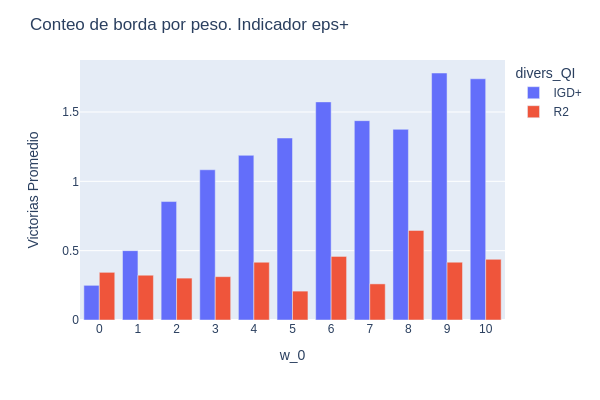 Conteo de borda por peso. Indicador eps+
divers_QI
IGD+
R2
Victorias Promedio
1.5
1
0.5
0
0 1 2 3 4 5 6 7 8 9 10
w_0